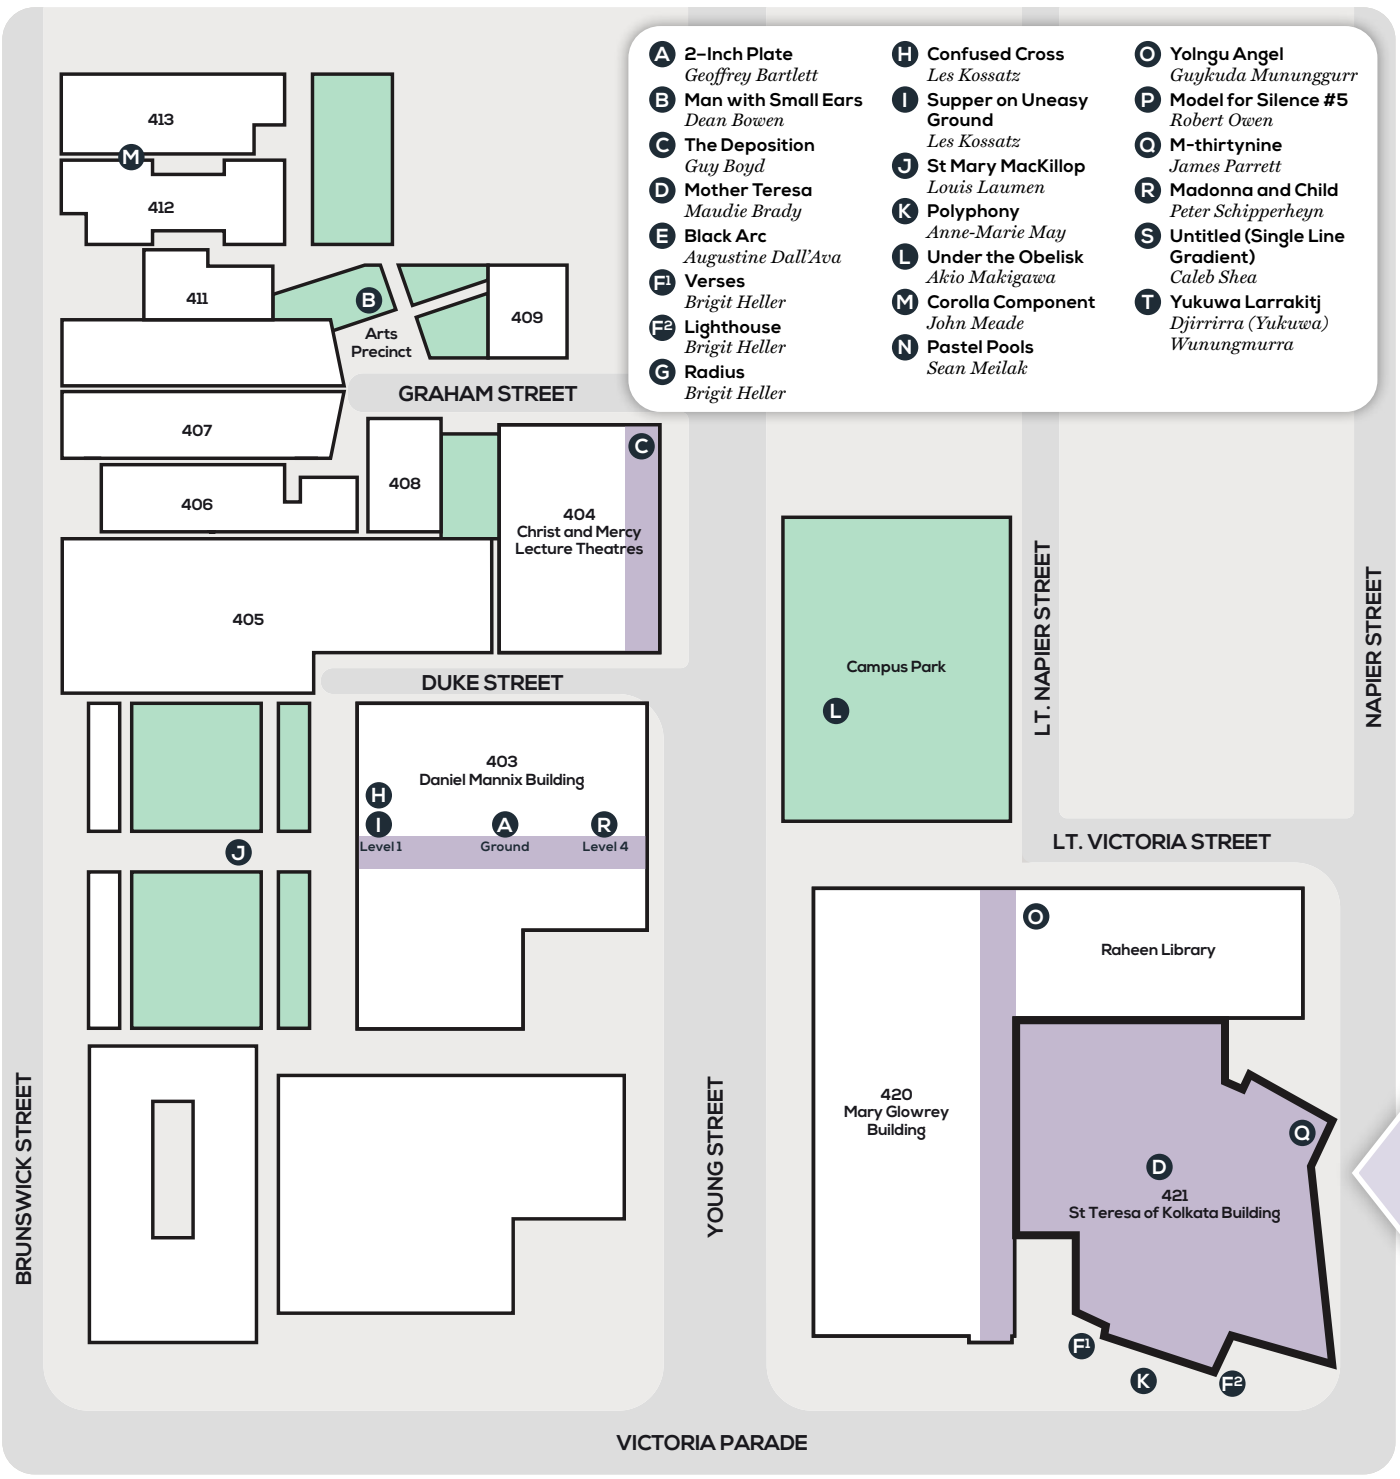 A 2–Inch Plate
Geoffrey Bartlett
B Man with Small Ears
Dean Bowen
C The Deposition
Guy Boyd
D Mother Teresa
Maudie Brady
E Black Arc
Augustine Dall'Ava
F1 Verses
Brigit Heller
F2 Lighthouse
Brigit Heller
G Radius
Brigit Heller
H Confused Cross
Les Kossatz
I Supper on Uneasy
Ground
Les Kossatz
J St Mary MacKillop
Louis Laumen
K Polyphony
Anne-Marie May
L Under the Obelisk
Akio Makigawa
M Corolla Component
John Meade
N Pastel Pools
Sean Meilak
O Yolngu Angel
Guykuda Mununggurr
P Model for Silence #5
Robert Owen
Q M-thirtynine
James Parrett
R Madonna and Child
Peter Schipperheyn
S Untitled (Single Line
Gradient)
Caleb Shea
T Yukuwa Larrakitj
Djirrirra (Yukuwa)
Wunungmurra
413
M
412
411
B
Arts
Precinct
409
GRAHAM STREET
407
406
408
C
404
Christ and Mercy
Lecture Theatres
405
DUKE STREET
403
Daniel Mannix Building
H
I
A
R
Level 1
Ground
Level 4
J
Campus Park
L
LT. NAPIER STREET
NAPIER STREET
LT. VICTORIA STREET
O
Raheen Library
420
Mary Glowrey
Building
Q
D
421
St Teresa of Kolkata Building
F1
K
F2
BRUNSWICK STREET
YOUNG STREET
VICTORIA PARADE